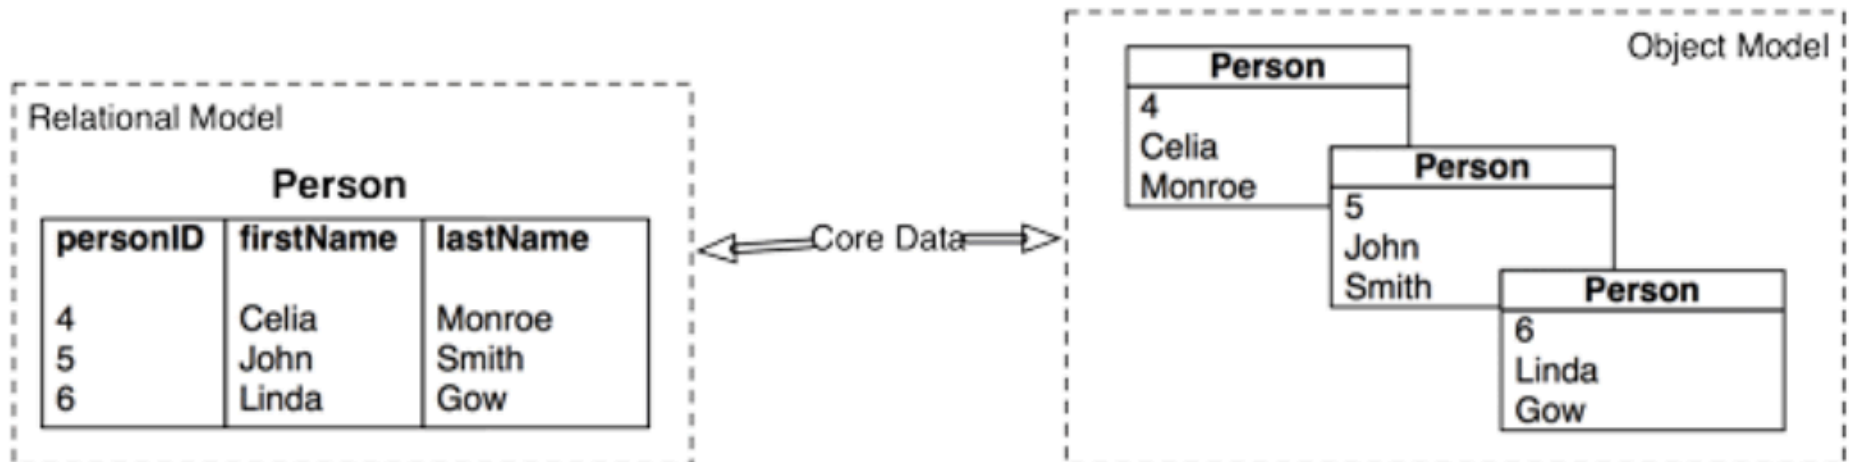 Relational Model
Person
personID firstName lastName
4 Celia Monroe
5 John Smith
6 Linda Gow
Core Data
Object Model
Person
4
Celia
Monroe
Person
5
John
Smith
Person
6
Linda
Gow